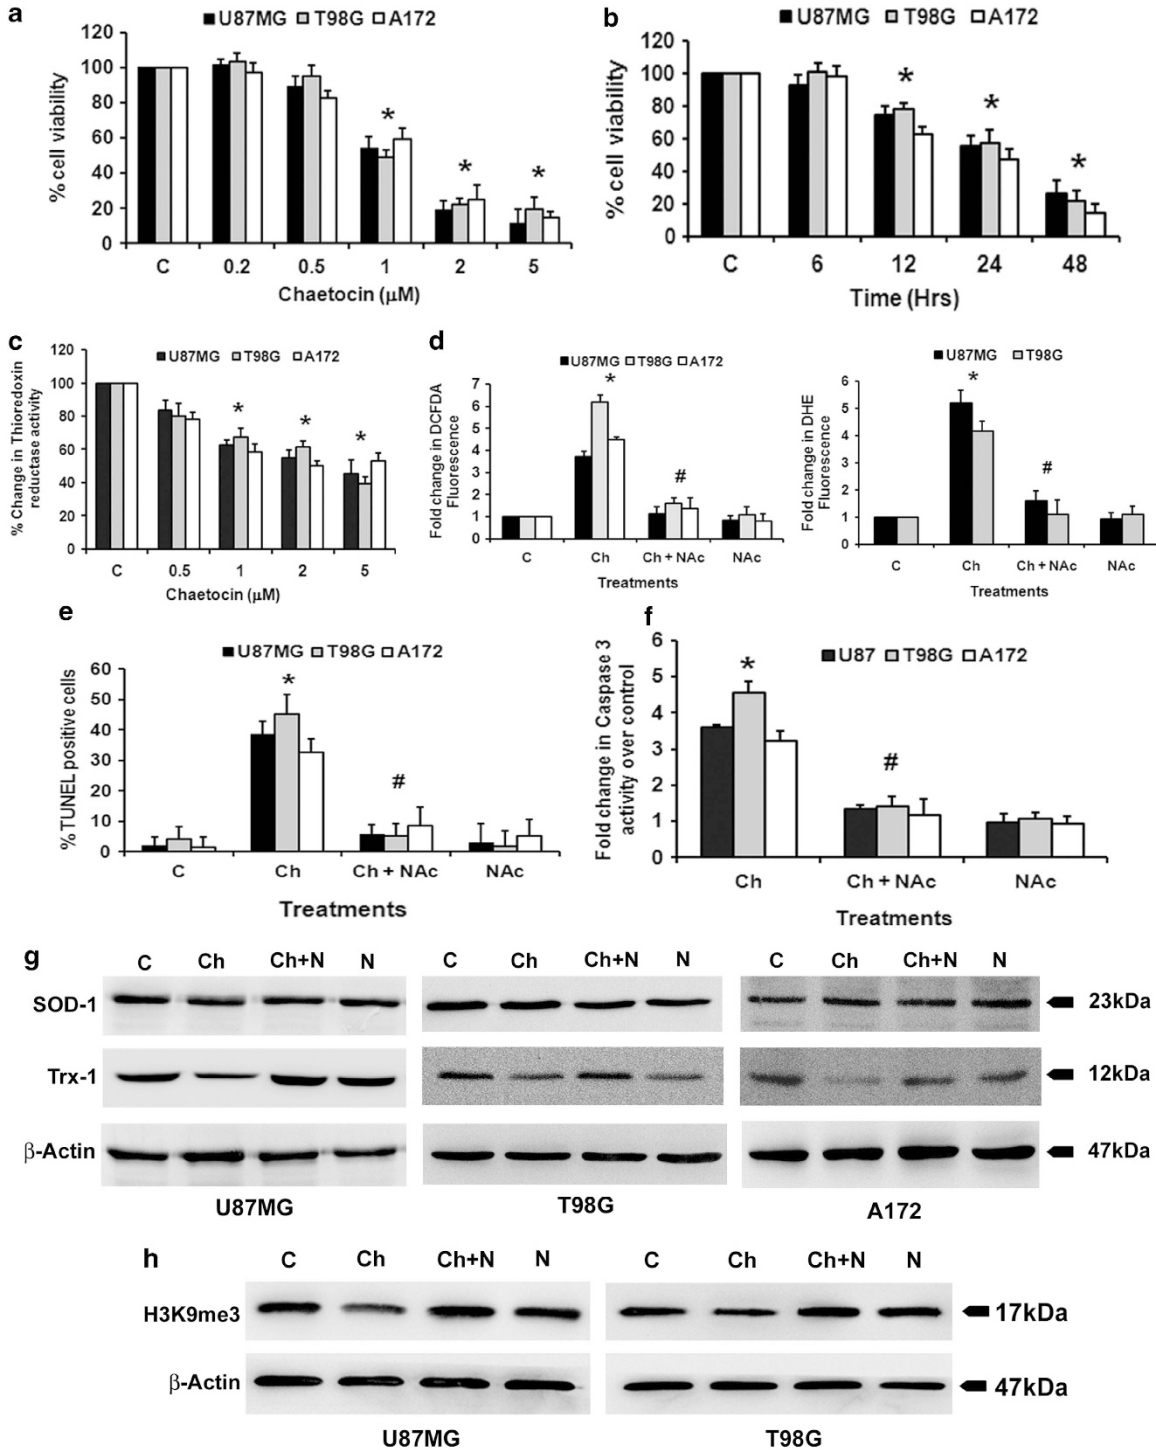 a
U87MG T98G A172
120
100
80
60
40
20
0
% cell viability
* * *
C 0.2 0.5 1 2 5
Chaetocin (µM)
b
U87MG T98G A172
120
100
80
60
40
20
0
% cell viability
* * *
C 6 12 24 48
Time (Hrs)
c
U87MG T98G A172
120
100
80
60
40
20
0
% Change in Thioredoxin
reductase activity
* * *
C 0.5 1 2 5
Chaetocin (µM)
d
U87MG T98G A172
7
6
5
4
3
2
1
0
Fold change in DCFDA
Fluorescence
* #
C Ch Ch + NAc NAc
Treatments
U87MG T98G
6
5
4
3
2
1
0
Fold change in DHE
Fluorescence
* #
C Ch Ch + NAc NAc
Treatments
e
U87MG T98G A172
60
50
40
30
20
10
0
% TUNEL positive cells
* #
C Ch Ch + NAc NAc
Treatments
f
U87 T98G A172
6
5
4
3
2
1
0
Fold change in Caspase 3
activity over control
* #
Ch Ch + NAc NAc
Treatments
g
C Ch Ch+N N C Ch Ch+N N C Ch Ch+N N
SOD-1 23kDa
Trx-1 12kDa
β-Actin 47kDa
U87MG T98G A172
h
C Ch Ch+N N C Ch Ch+N N
H3K9me3 17kDa
β-Actin 47kDa
U87MG T98G